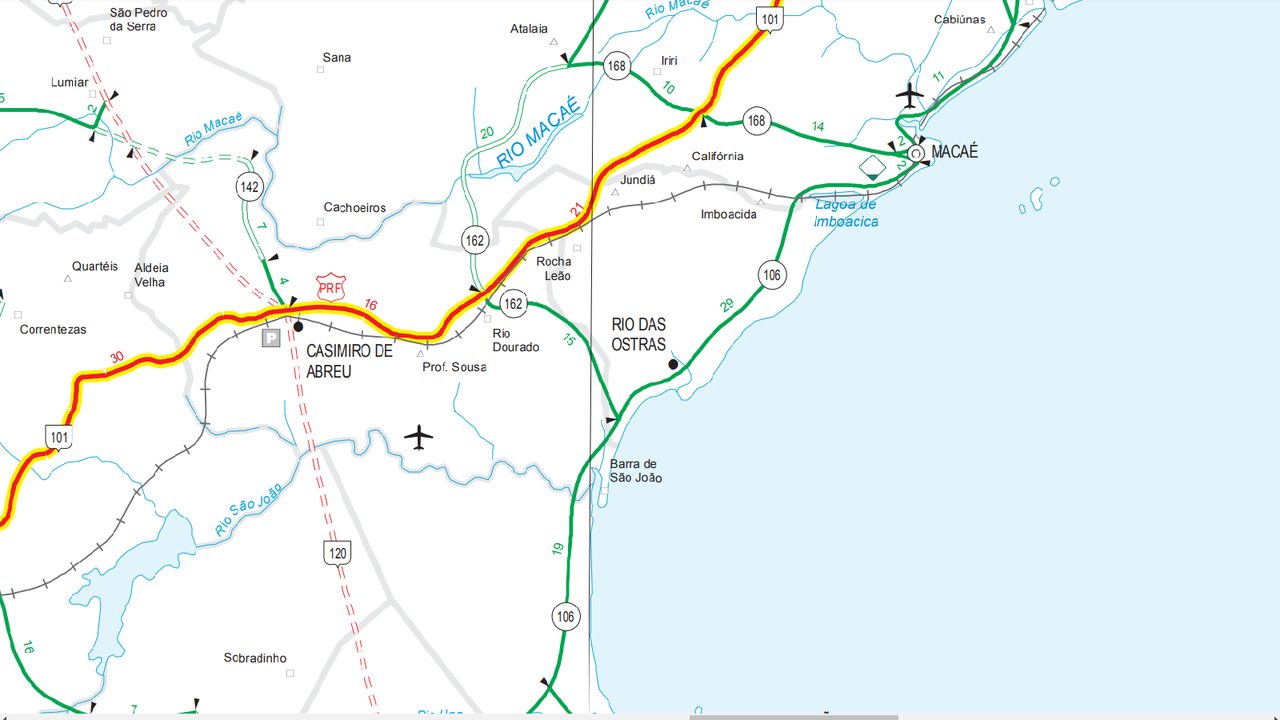 São Pedro
da Serra
Atalaia
Rio Macaé
101
Cabiúnas
Sana
168
Iriri
Lumiar
2
10
11
Rio Macaé
20
RIO MACAÉ
168
14
2
MACAÉ
2
Califórnia
142
Jundiá
Cachoeiros
21
Imboacida
Lagoa de
Imboacica
7
162
Quartéis
Aldeia
Velha
Rocha
Leão
106
4
PRF
16
162
29
Correntezas
P
Rio
Dourado
15
RIO DAS
OSTRAS
30
CASIMIRO DE
ABREU
Prof. Sousa
101
Barra de
São João
Rio São João
120
19
106
16
Sobradinho
7